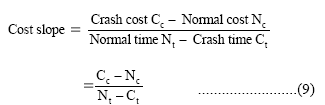 Cost slope = Crash cost C_c – Normal cost N_c / Normal time N_t – Crash time C_t
= C_c – N_c / N_t – C_t ..........................(9)